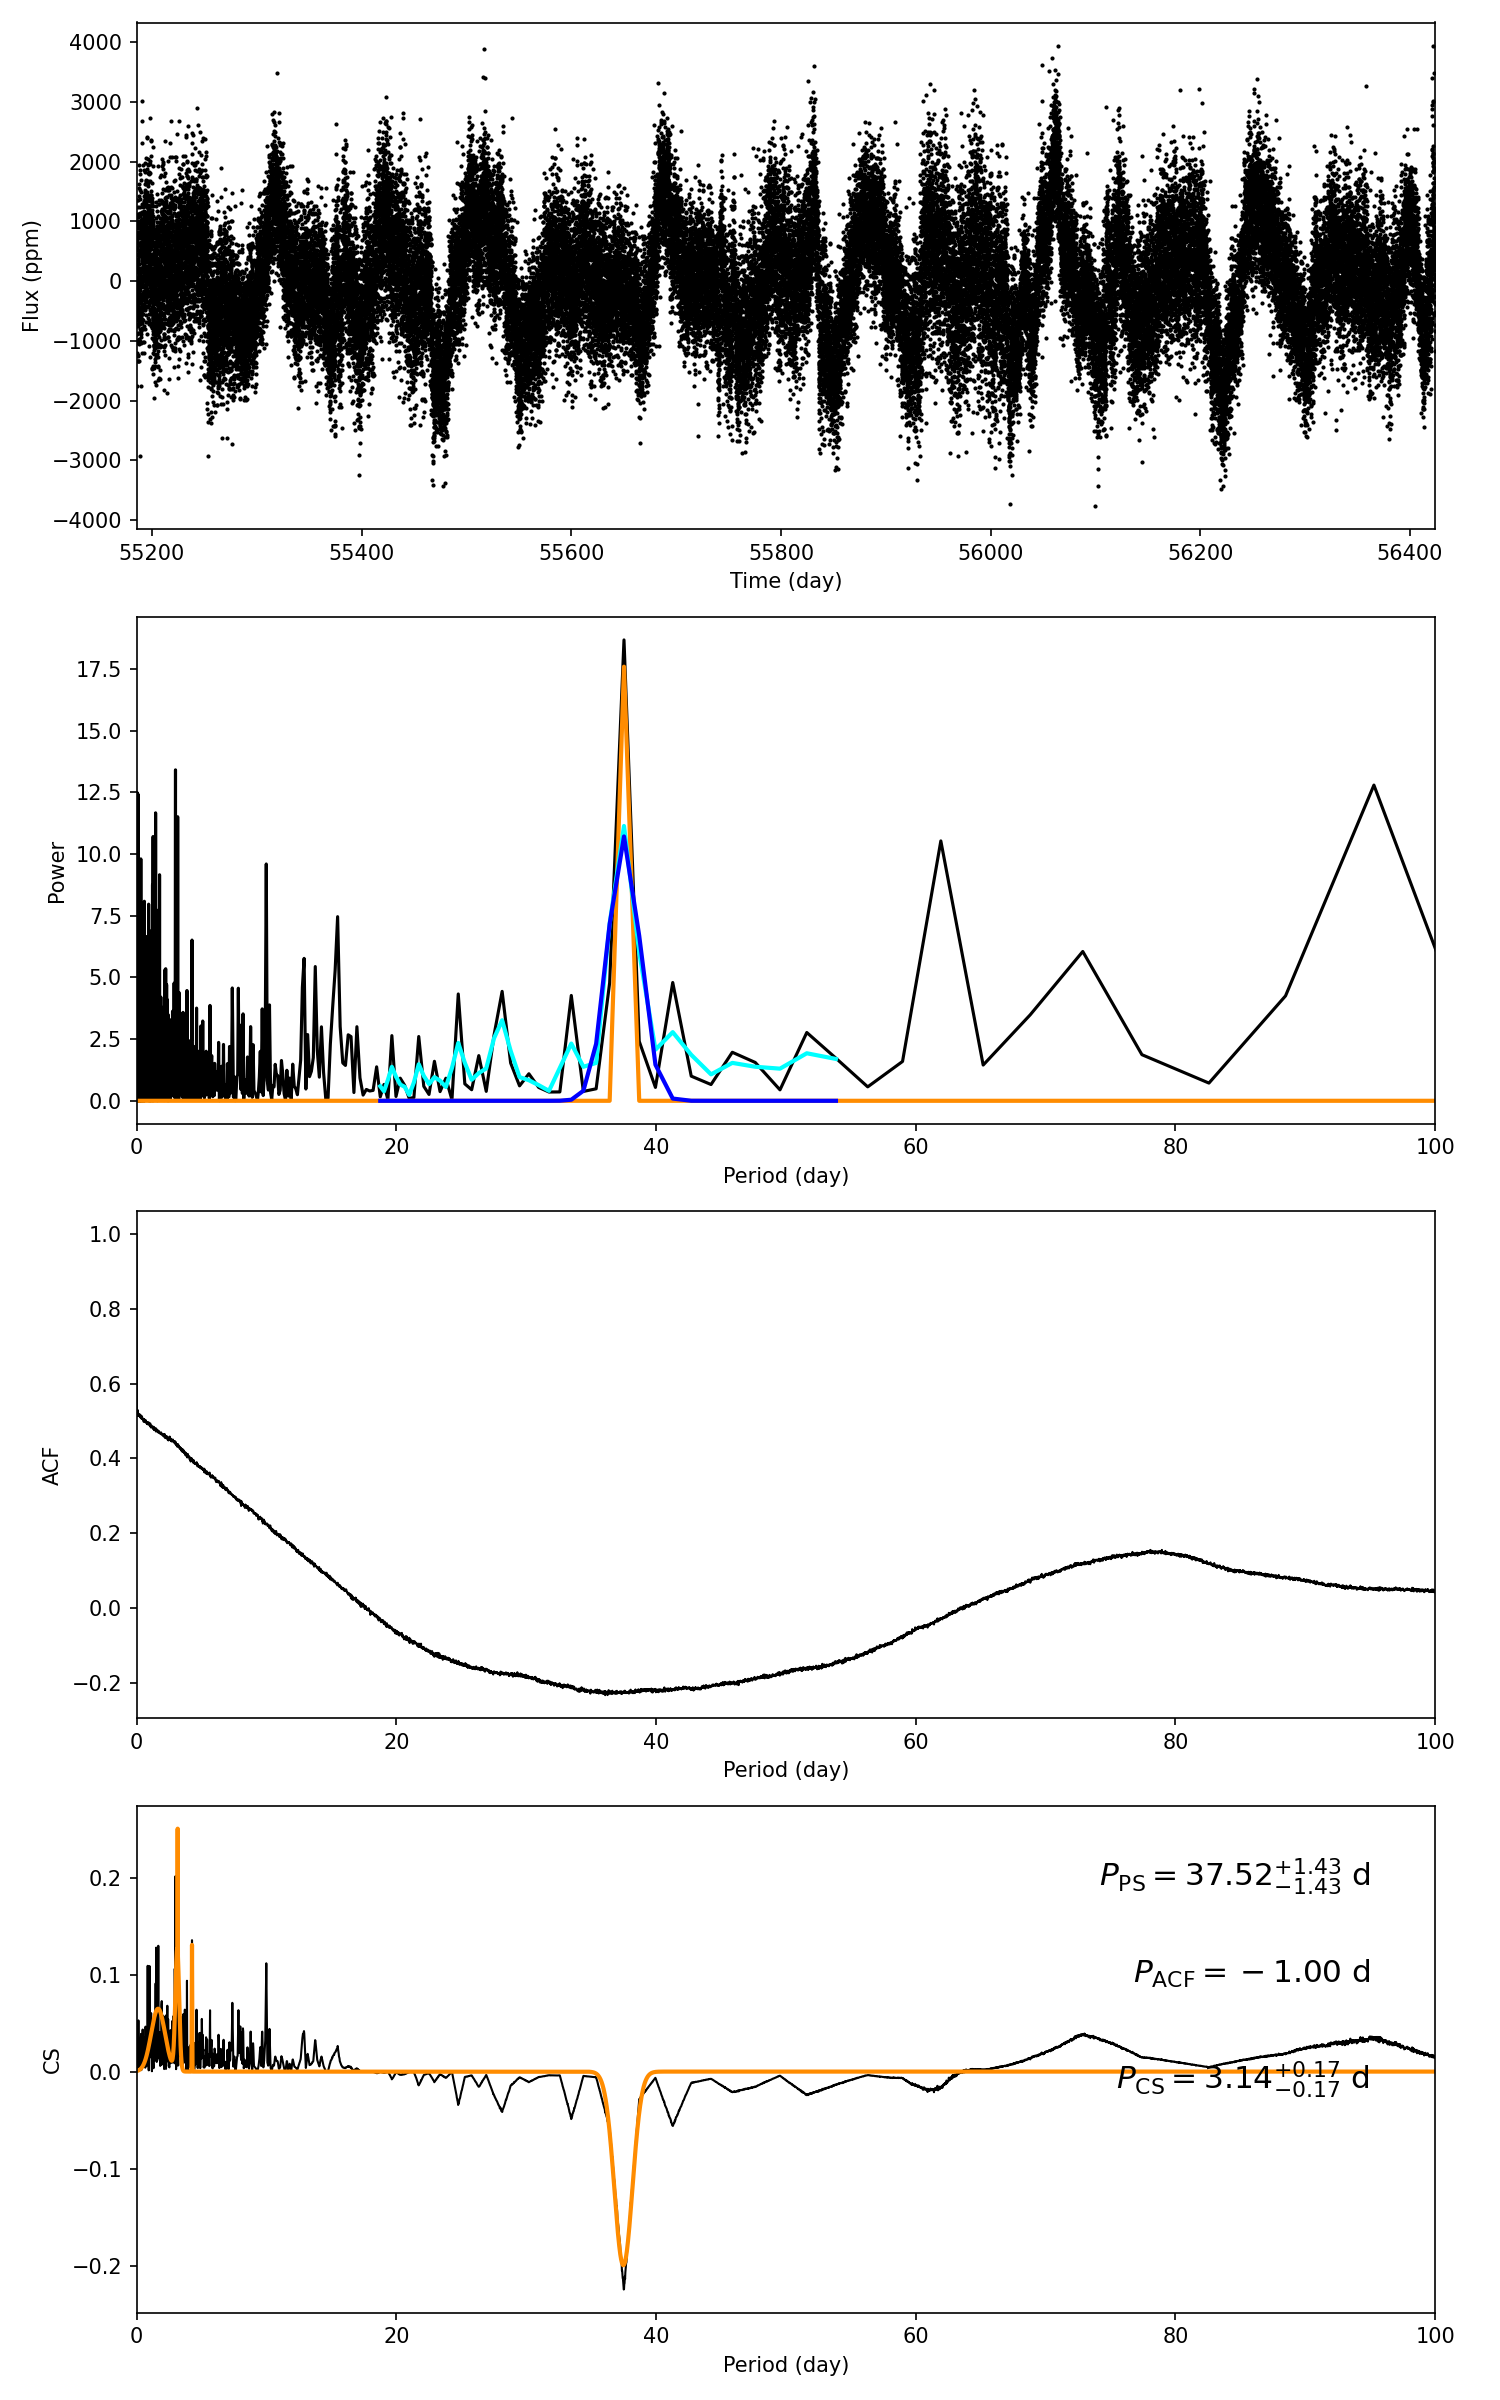 4000
3000
2000
1000
0
−1000
−2000
−3000
−4000
Flux (ppm)
55200 55400 55600 55800 56000 56200 56400
Time (day)
17.5
15.0
12.5
10.0
7.5
5.0
2.5
0.0
Power
0 20 40 60 80 100
Period (day)
1.0
0.8
0.6
0.4
0.2
0.0
−0.2
ACF
0 20 40 60 80 100
Period (day)
0.2
0.1
0.0
−0.1
−0.2
CS
P_PS = 37.52^{+1.43}_{−1.43} d
P_ACF = −1.00 d
P_CS = 3.14^{+0.17}_{−0.17} d
0 20 40 60 80 100
Period (day)